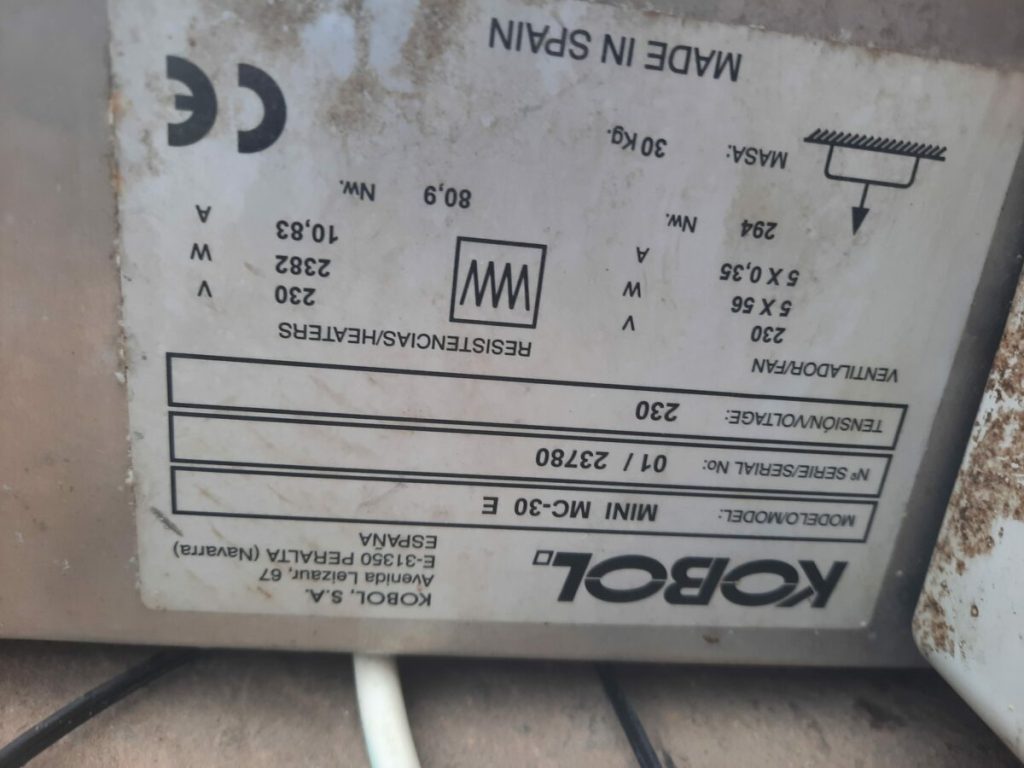 KOBOL
KOBOL, S.A.
Avenida Leizaur, 67
E-31350 PERALTA (Navarra)
ESPAÑA
MODELO/MODEL: MINI MC-30 E
Nº SERIE/SERIAL No: 01 / 23780
TENSIÓN/VOLTAGE: 230
VENTILADOR/FAN
230 V
5 X 56 W
5 X 0,35 A
294 Nw.
MASA: 30 Kg.
RESISTENCIAS/HEATERS
230 V
2382 W
10,83 A
80,9 Nw.
CE
MADE IN SPAIN